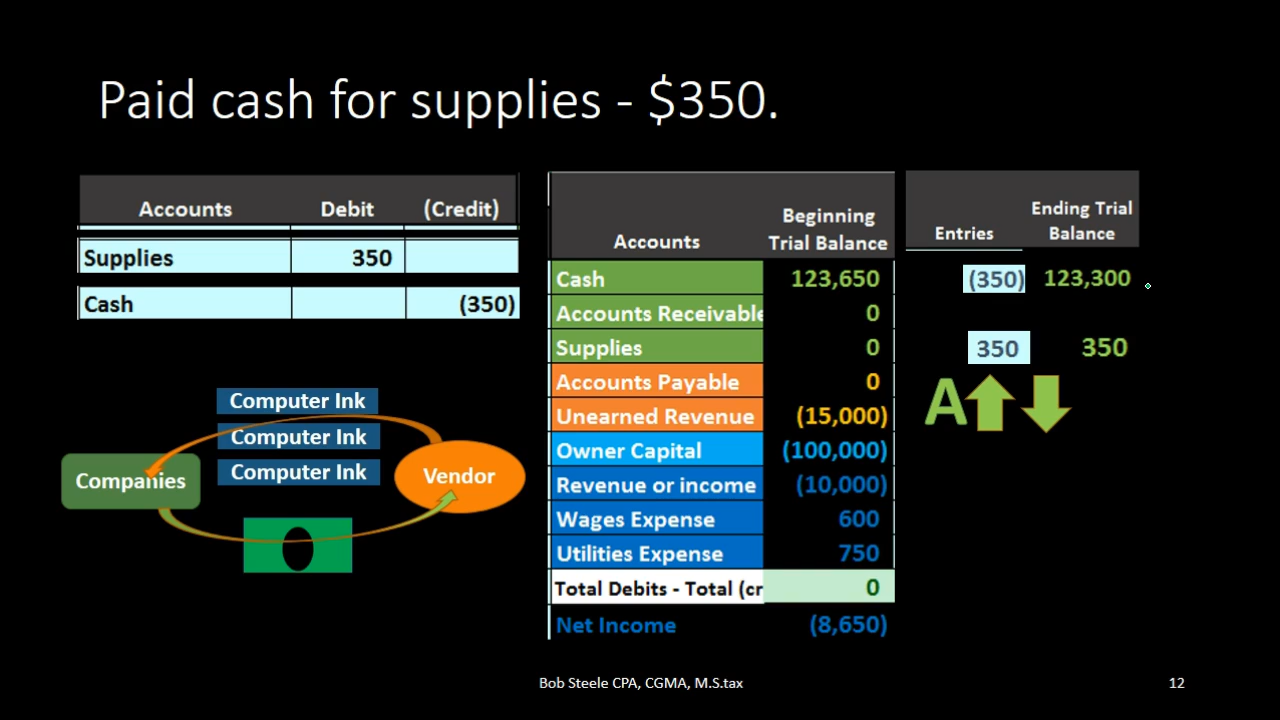 Paid cash for supplies - $350.
Accounts Debit (Credit)
Supplies 350
Cash (350)
Computer Ink
Computer Ink
Computer Ink
Companies
Vendor
Accounts Beginning Trial Balance Entries Ending Trial Balance
Cash 123,650 (350) 123,300
Accounts Receivable 0
Supplies 0 350 350
Accounts Payable 0
Unearned Revenue (15,000)
Owner Capital (100,000)
Revenue or income (10,000)
Wages Expense 600
Utilities Expense 750
Total Debits - Total (cr 0
Net Income (8,650)
A
Bob Steele CPA, CGMA, M.S.tax
12